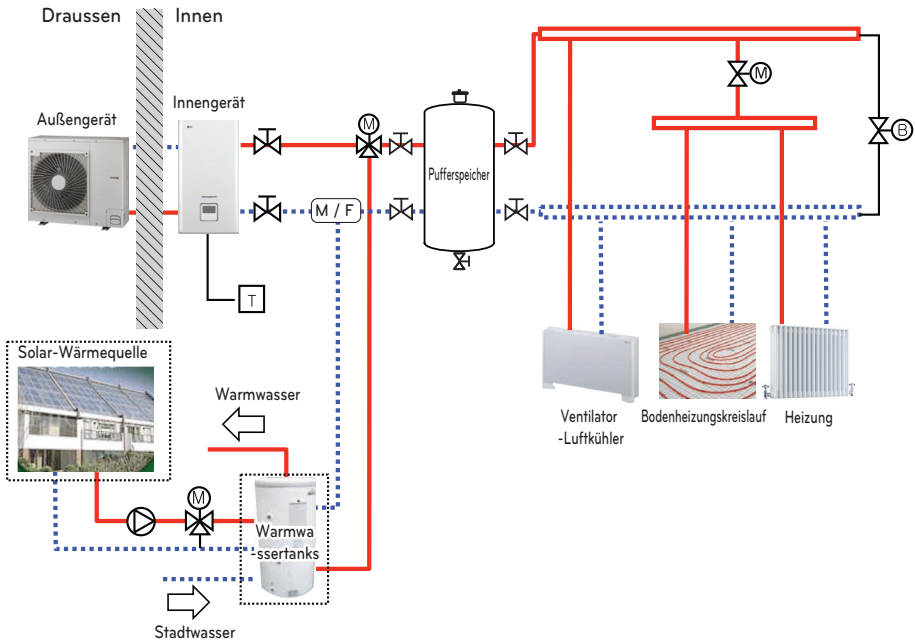 Draussen
Innen
Innengerät
Außengerät
M
M
B
Pufferspeicher
M / F
T
Solar-Wärmequelle
Warmwasser
Ventilator
-Luftkühler
Bodenheizungskreislauf
Heizung
M
Warmwa
-ssertanks
Stadtwasser